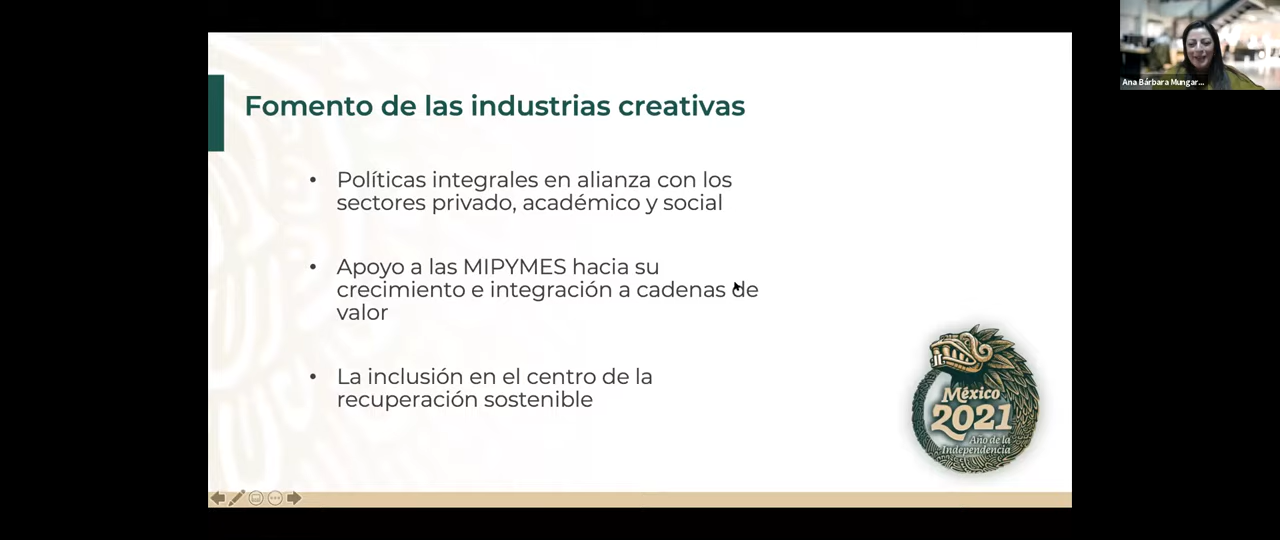 Fomento de las industrias creativas
• Políticas integrales en alianza con los
sectores privado, académico y social
• Apoyo a las MIPYMES hacia su
crecimiento e integración a cadenas de
valor
• La inclusión en el centro de la
recuperación sostenible
México
2021
Año de la
Independencia
Ana Bárbara Mungar...